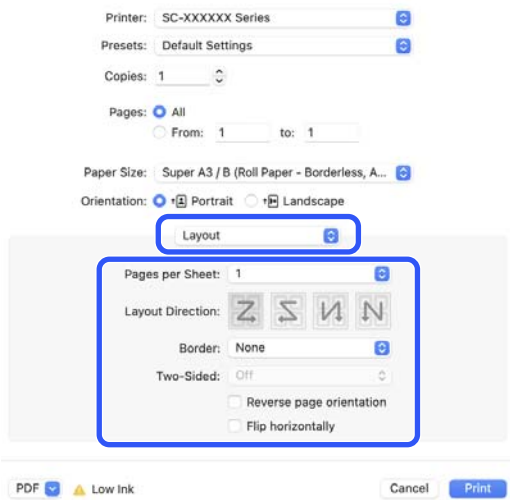 Printer: SC-XXXXXX Series
Presets: Default Settings
Copies: 1
Pages: All
From: 1 to: 1
Paper Size: Super A3 / B (Roll Paper - Borderless, A...
Orientation: Portrait Landscape
Layout
Pages per Sheet: 1
Layout Direction:
Border: None
Two-Sided: Off
Reverse page orientation
Flip horizontally
PDF Low Ink Cancel Print